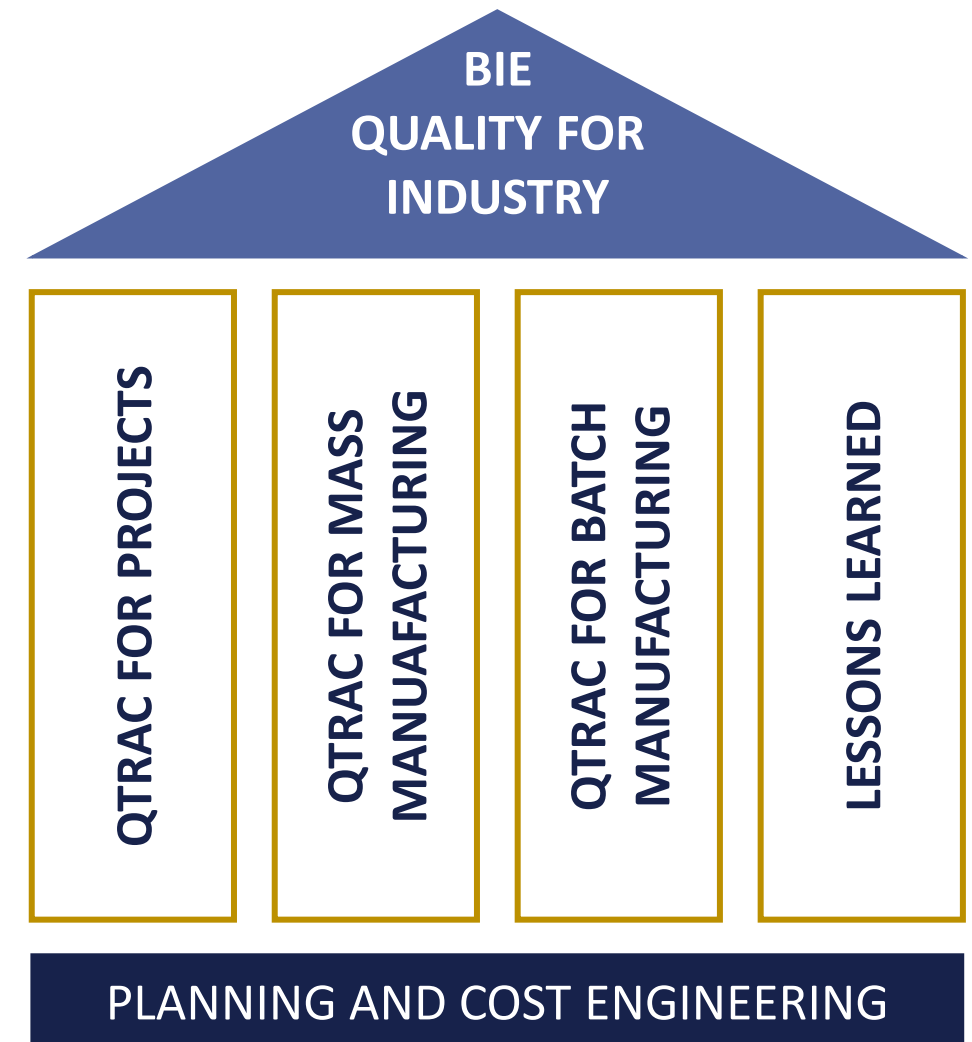 BIE
QUALITY FOR
INDUSTRY
QTRAC FOR PROJECTS
QTRAC FOR MASS
MANUAFACTURING
QTRAC FOR BATCH
MANUFACTURING
LESSONS LEARNED
PLANNING AND COST ENGINEERING